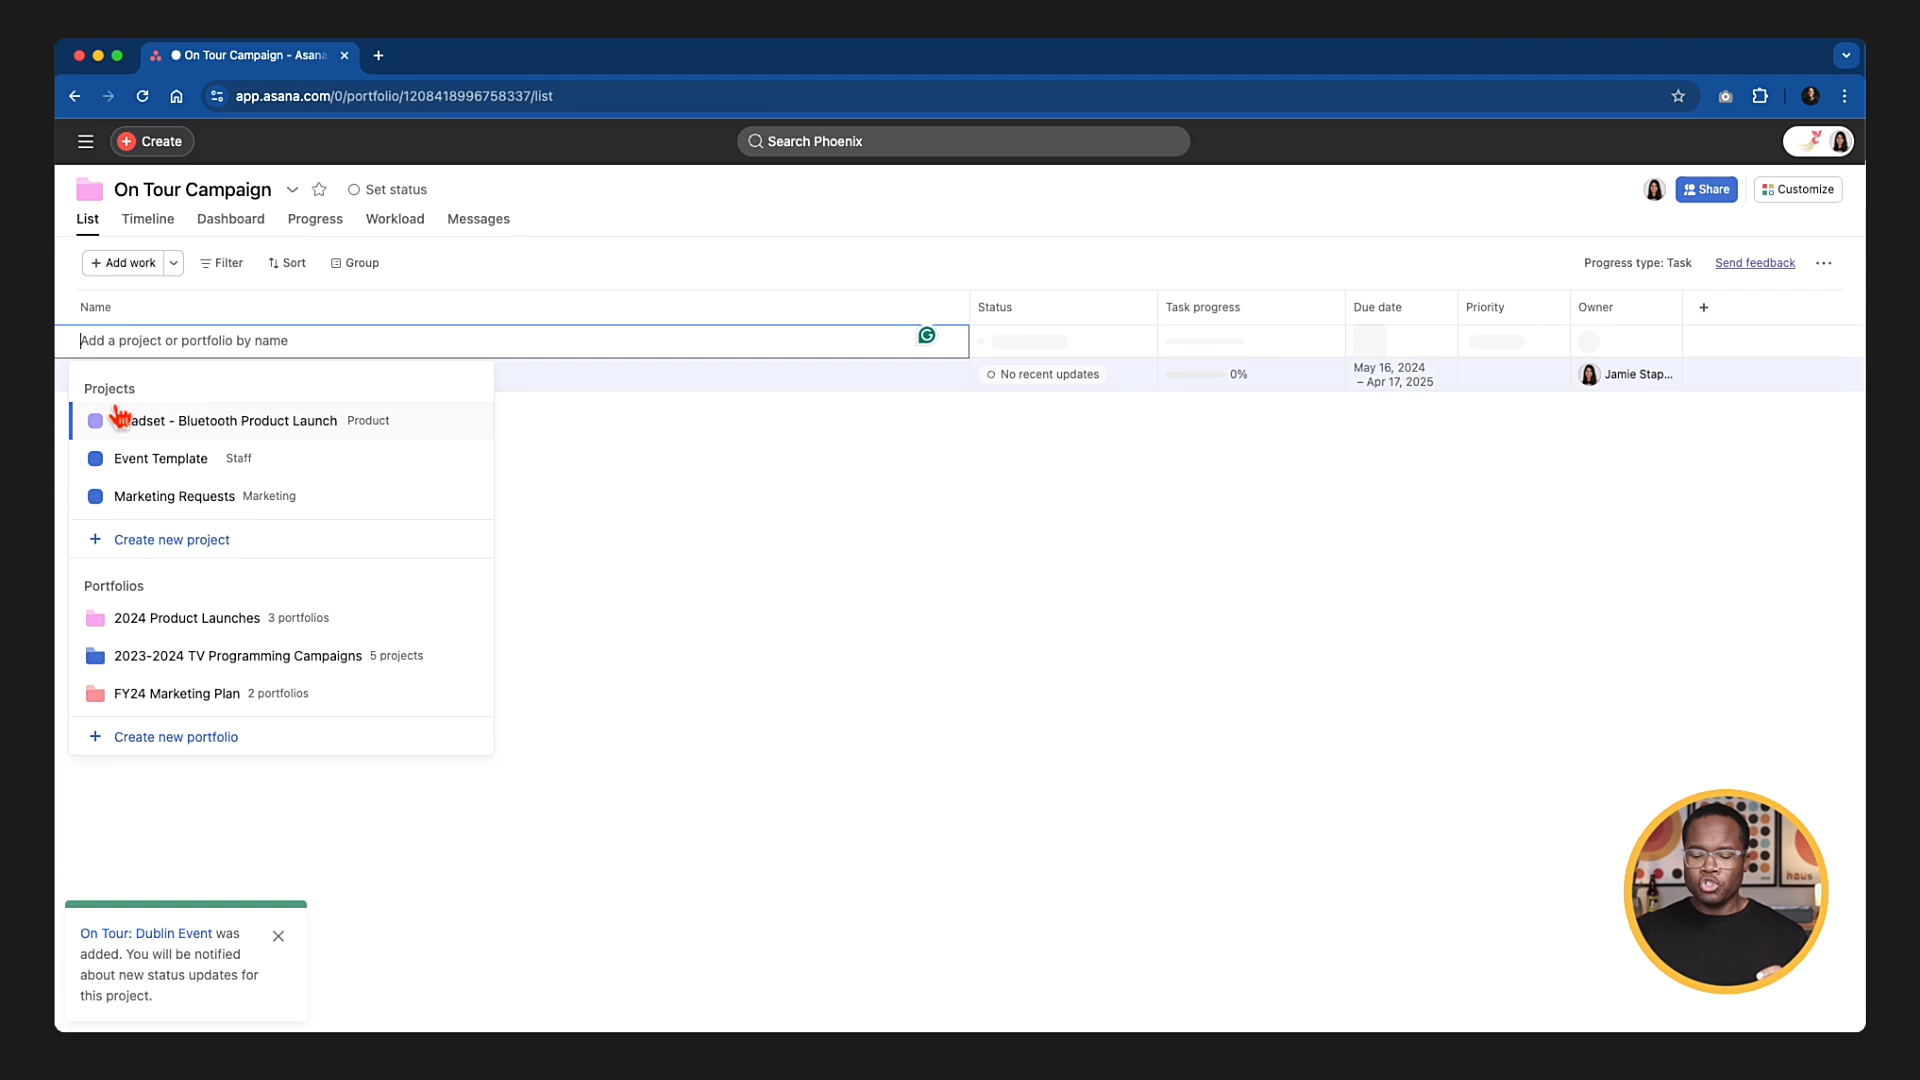 On Tour Campaign - Asana
app.asana.com/0/portfolio/1208418996758337/list
Create
Search Phoenix
On Tour Campaign
Set status
Share
Customize
List
Timeline
Dashboard
Progress
Workload
Messages
+ Add work
Filter
Sort
Group
Progress type: Task
Send feedback
Name
Status
Task progress
Due date
Priority
Owner
+
Add a project or portfolio by name
No recent updates
0%
May 16, 2024
– Apr 17, 2025
Jamie Stap...
Projects
adset - Bluetooth Product Launch Product
Event Template Staff
Marketing Requests Marketing
+ Create new project
Portfolios
2024 Product Launches 3 portfolios
2023-2024 TV Programming Campaigns 5 projects
FY24 Marketing Plan 2 portfolios
+ Create new portfolio
On Tour: Dublin Event was
added. You will be notified
about new status updates for
this project.
haus